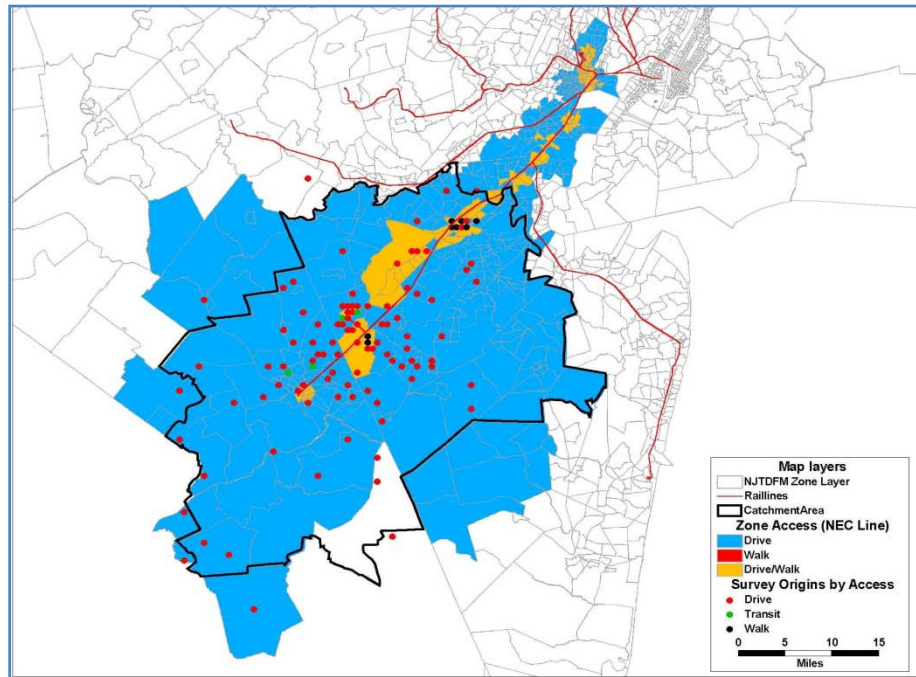 Map layers
NJTDFM Zone Layer
Raillines
CatchmentArea
Zone Access (NEC Line)
Drive
Walk
Drive/Walk
Survey Origins by Access
Drive
Transit
Walk
0 5 10 15
Miles